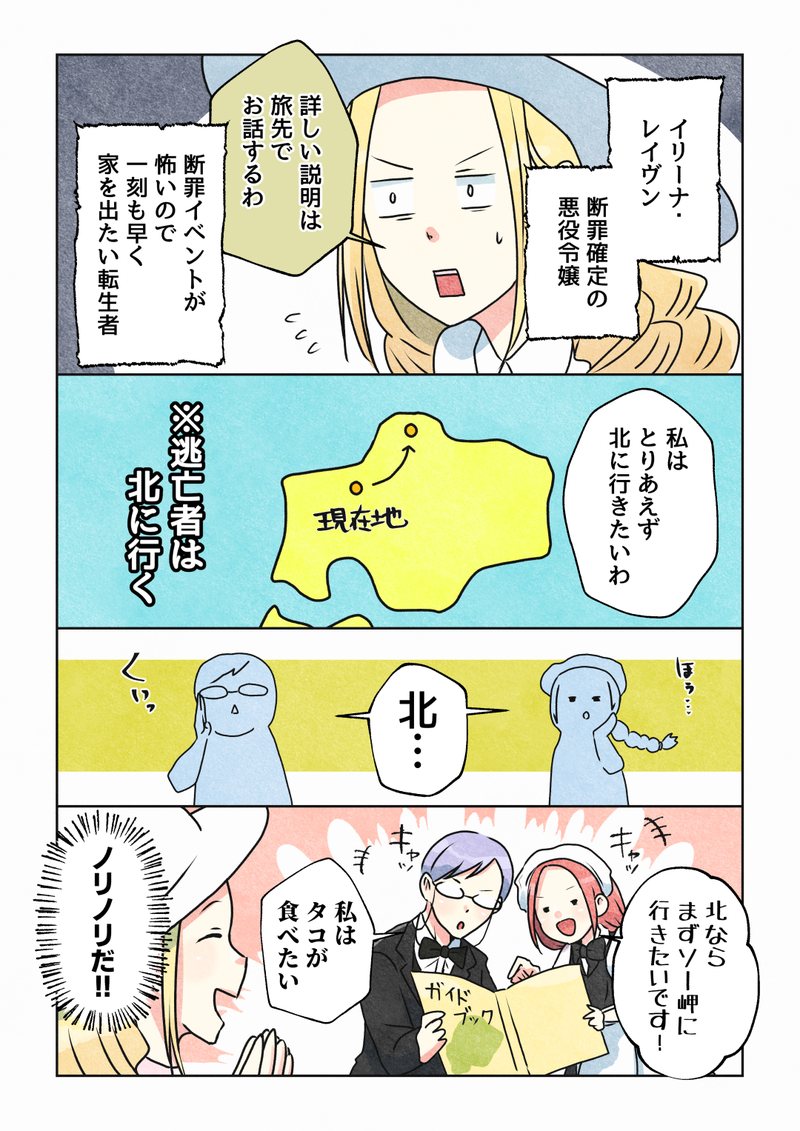 イリーナ・
レイヴン
断罪確定の
悪役令嬢
詳しい説明は
旅先で
お話するわ
断罪イベントが
怖いので
一刻も早く
家を出たい転生者
私は
とりあえず
北に行きたいわ
現在地
※逃亡者は
北に行く
ほぅ…
北…
くいっ
北なら
まずソー岬に
行きたいです！
キャッ
キャッ
ガイド
ブック
私は
タコが
食べたい
ノリノリだ!!